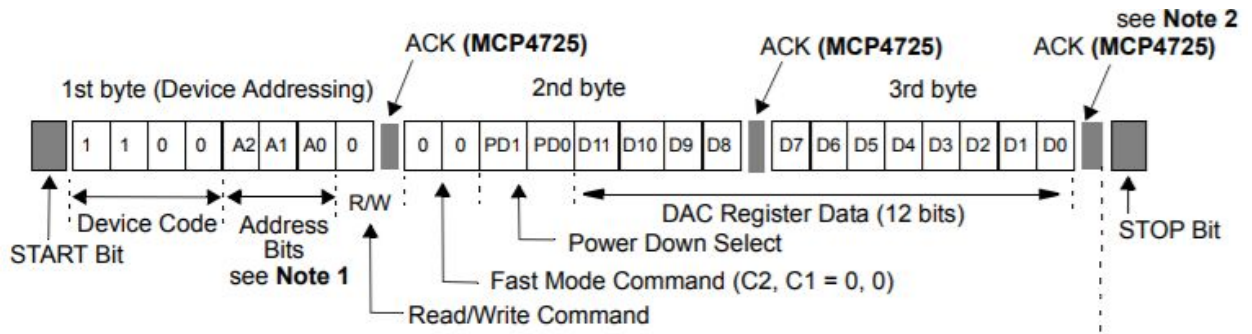 see Note 2
ACK (MCP4725) ACK (MCP4725) ACK (MCP4725)
1st byte (Device Addressing) 2nd byte 3rd byte
1 1 0 0 A2 A1 A0 0 0 0 PD1 PD0 D11 D10 D9 D8 D7 D6 D5 D4 D3 D2 D1 D0
R/W
Device Code Address DAC Register Data (12 bits)
START Bit Bits Power Down Select STOP Bit
see Note 1
Fast Mode Command (C2, C1 = 0, 0)
Read/Write Command